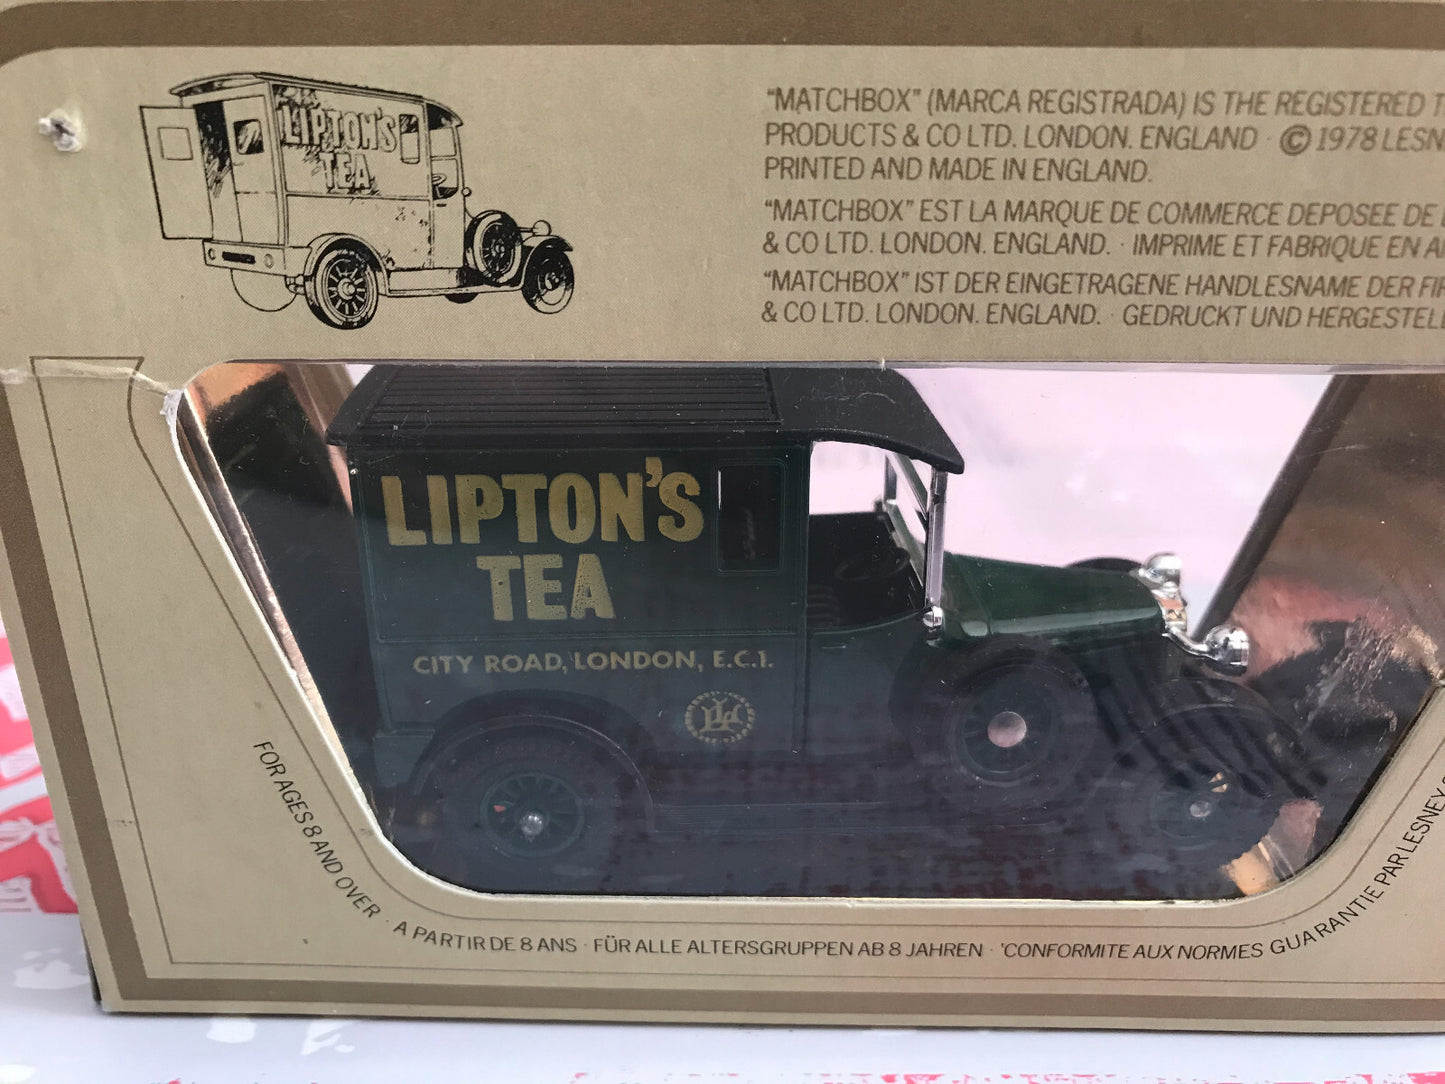 LIPTON'S
TEA
"MATCHBOX" (MARCA REGISTRADA) IS THE REGISTERED
PRODUCTS & CO LTD. LONDON. ENGLAND · © 1978 LESN
PRINTED AND MADE IN ENGLAND.
"MATCHBOX" EST LA MARQUE DE COMMERCE DEPOSEE DE
& CO LTD. LONDON. ENGLAND. · IMPRIME ET FABRIQUE EN
"MATCHBOX" IST DER EINGETRAGENE HANDLESNAME DER
& CO LTD. LONDON. ENGLAND. · GEDRUCKT UND HERGESTELL
LIPTON'S
TEA
CITY ROAD, LONDON, E.C.1.
FOR AGES 8 AND OVER · A PARTIR DE 8 ANS · FÜR ALLE ALTERSGRUPPEN AB 8 JAHREN · 'CONFORMITE AUX NORMES GUARANTIE PAR LESNEY